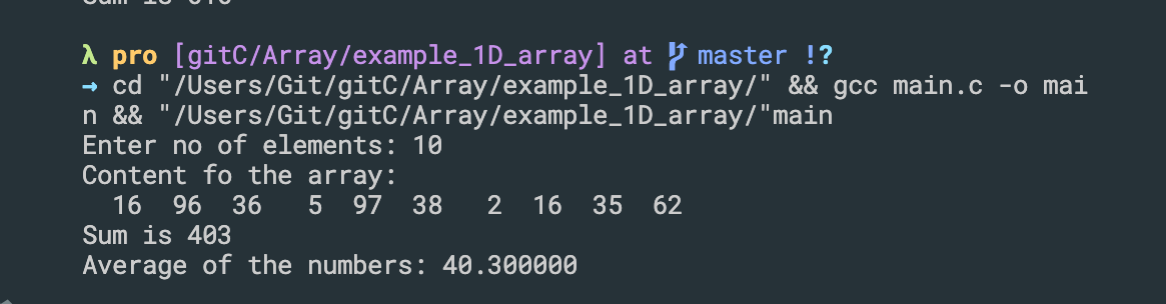 λ pro [gitC/Array/example_1D_array] at master !?
→ cd "/Users/Git/gitC/Array/example_1D_array/" && gcc main.c -o mai
n && "/Users/Git/gitC/Array/example_1D_array/"main
Enter no of elements: 10
Content fo the array:
  16  96  36   5  97  38   2  16  35  62
Sum is 403
Average of the numbers: 40.300000